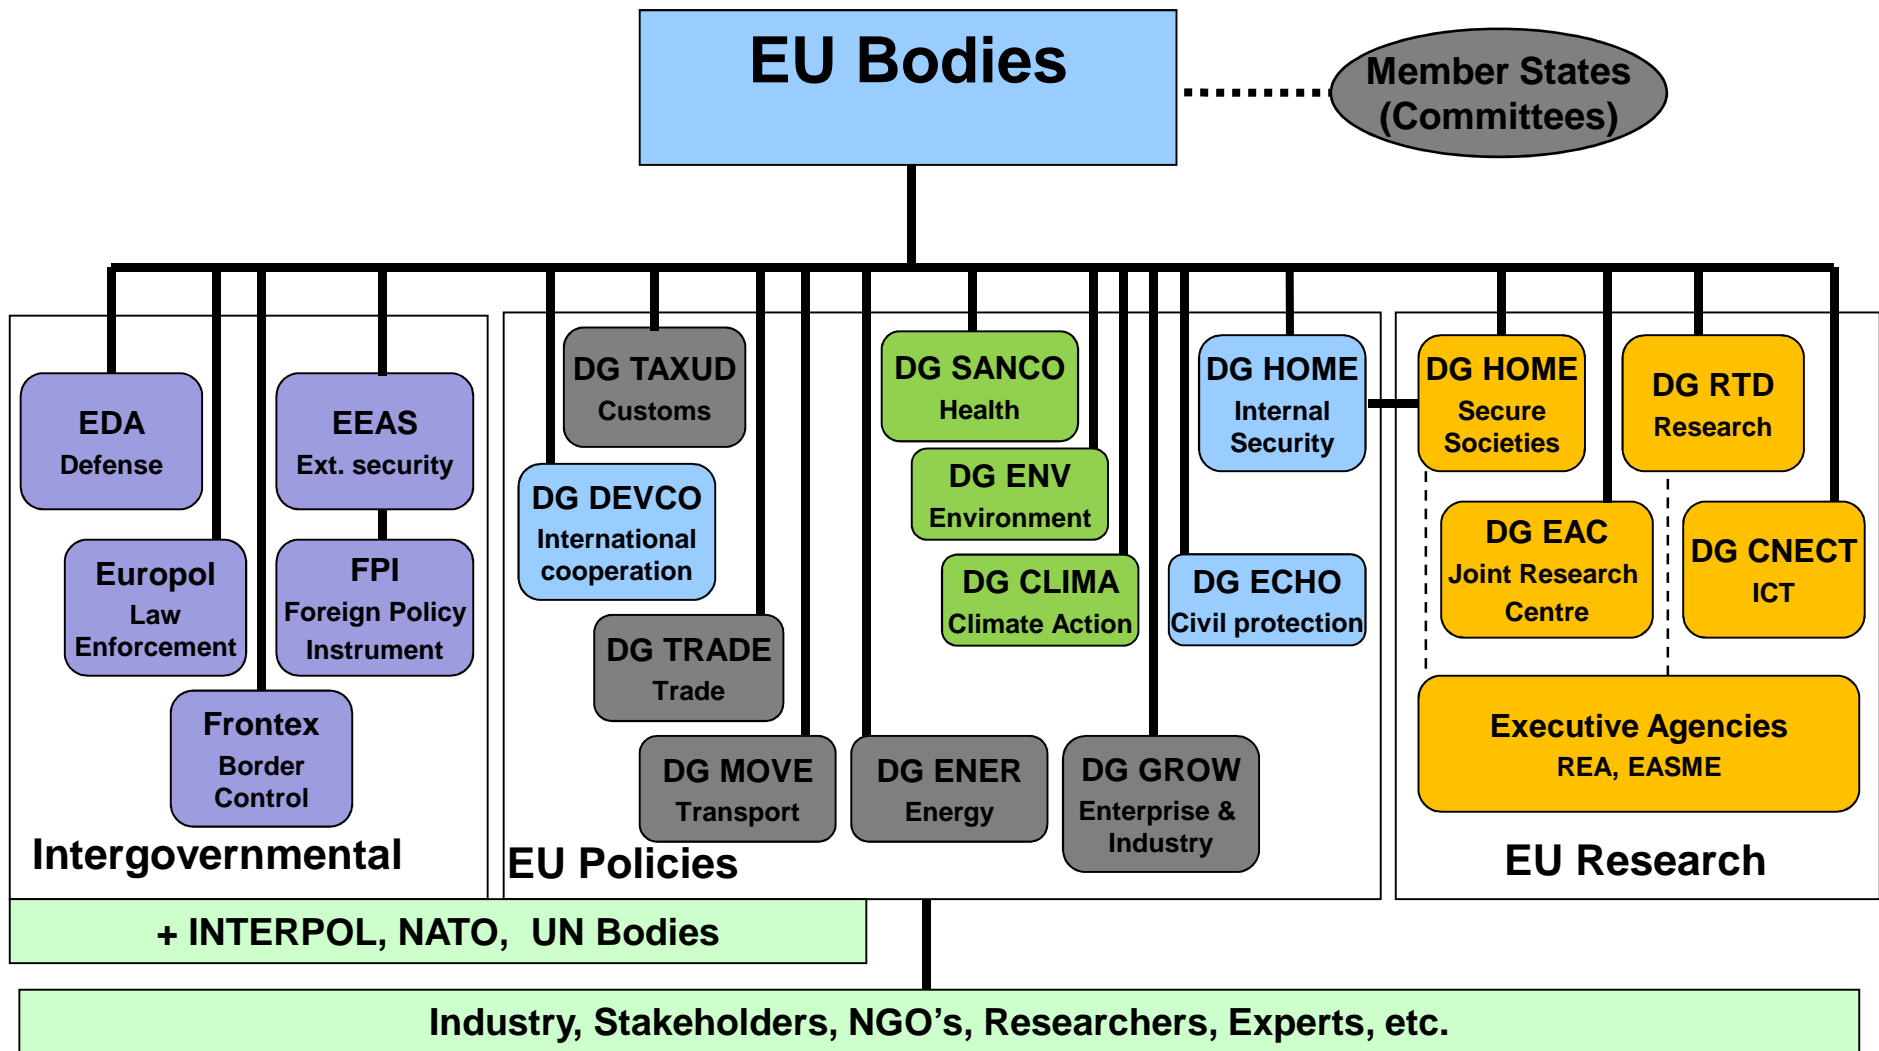 EU Bodies
Member States
(Committees)
EDA
Defense
EEAS
Ext. security
Europol
Law
Enforcement
FPI
Foreign Policy
Instrument
Frontex
Border
Control
Intergovernmental
DG TAXUD
Customs
DG DEVCO
International
cooperation
DG TRADE
Trade
DG MOVE
Transport
DG SANCO
Health
DG ENV
Environment
DG CLIMA
Climate Action
DG ENER
Energy
DG HOME
Internal
Security
DG ECHO
Civil protection
DG GROW
Enterprise &
Industry
EU Policies
DG HOME
Secure
Societies
DG RTD
Research
DG EAC
Joint Research
Centre
DG CNECT
ICT
Executive Agencies
REA, EASME
EU Research
+ INTERPOL, NATO, UN Bodies
Industry, Stakeholders, NGO’s, Researchers, Experts, etc.